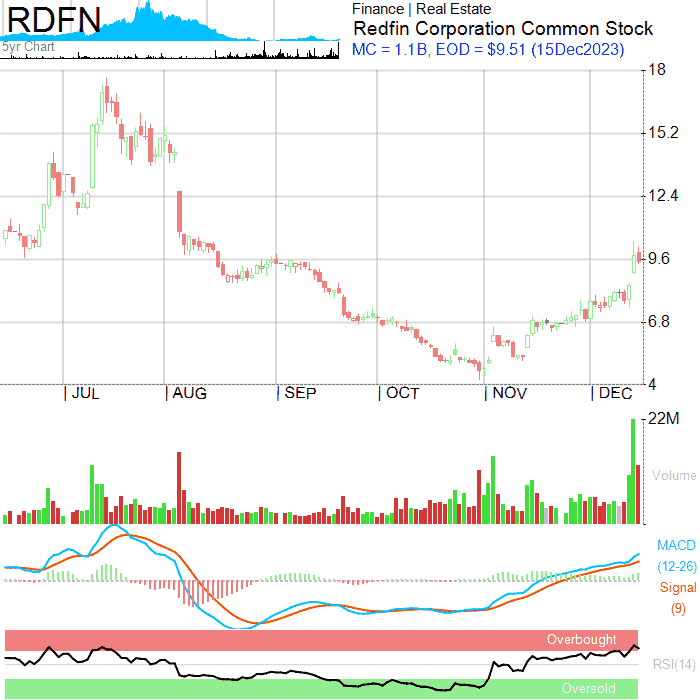 RDFN
5yr Chart
Finance | Real Estate
Redfin Corporation Common Stock
MC = 1.1B, EOD = $9.51 (15Dec2023)
18
15.2
12.4
9.6
6.8
4
JUL AUG SEP OCT NOV DEC
22M
Volume
MACD
(12-26)
Signal
(9)
Overbought
RSI(14)
Oversold